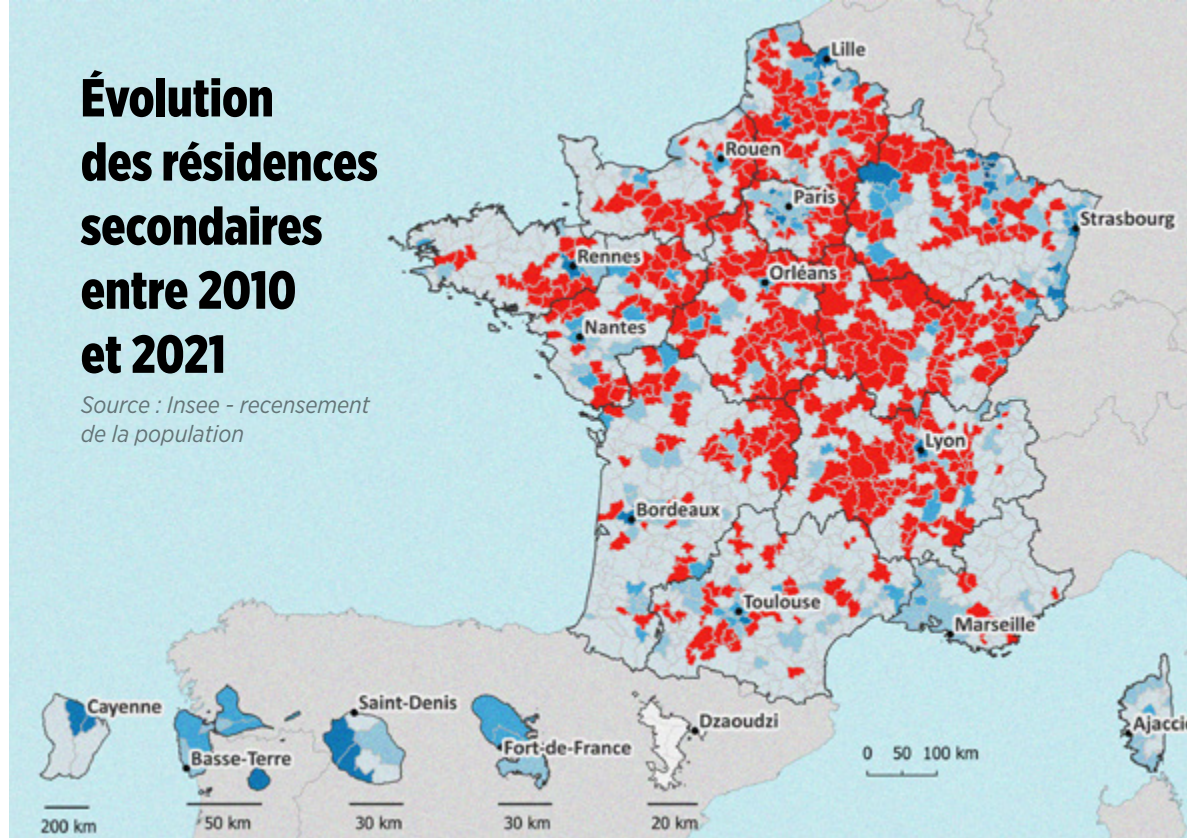 Évolution
des résidences
secondaires
entre 2010
et 2021
Source : Insee - recensement
de la population
Lille
Rouen
Paris
Strasbourg
Rennes
Orléans
Nantes
Lyon
Bordeaux
Toulouse
Marseille
Cayenne
Saint-Denis
Dzaoudzi
Ajacci
Basse-Terre
Fort-de-France
0 50 100 km
200 km
50 km
30 km
30 km
20 km